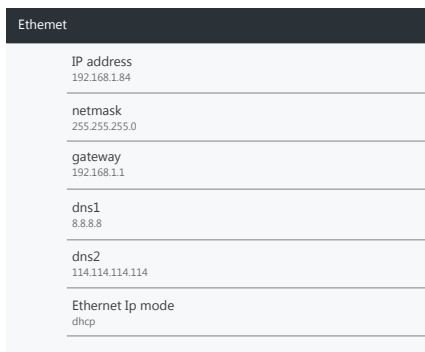 Ethemet
IP address
192.168.1.84
netmask
255.255.255.0
gateway
192.168.1.1
dns1
8.8.8.8
dns2
114.114.114.114
Ethernet Ip mode
dhcp